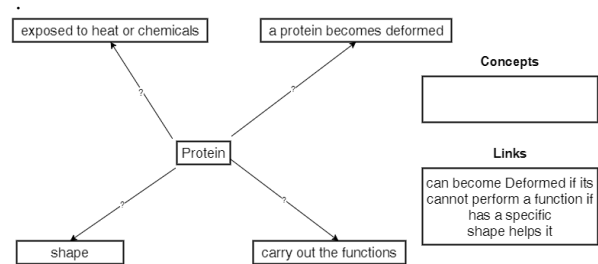 exposed to heat or chemicals
a protein becomes deformed
Concepts
?
?
Protein
Links
can become Deformed if its
cannot perform a function if
has a specific
shape helps it
?
?
shape
carry out the functions